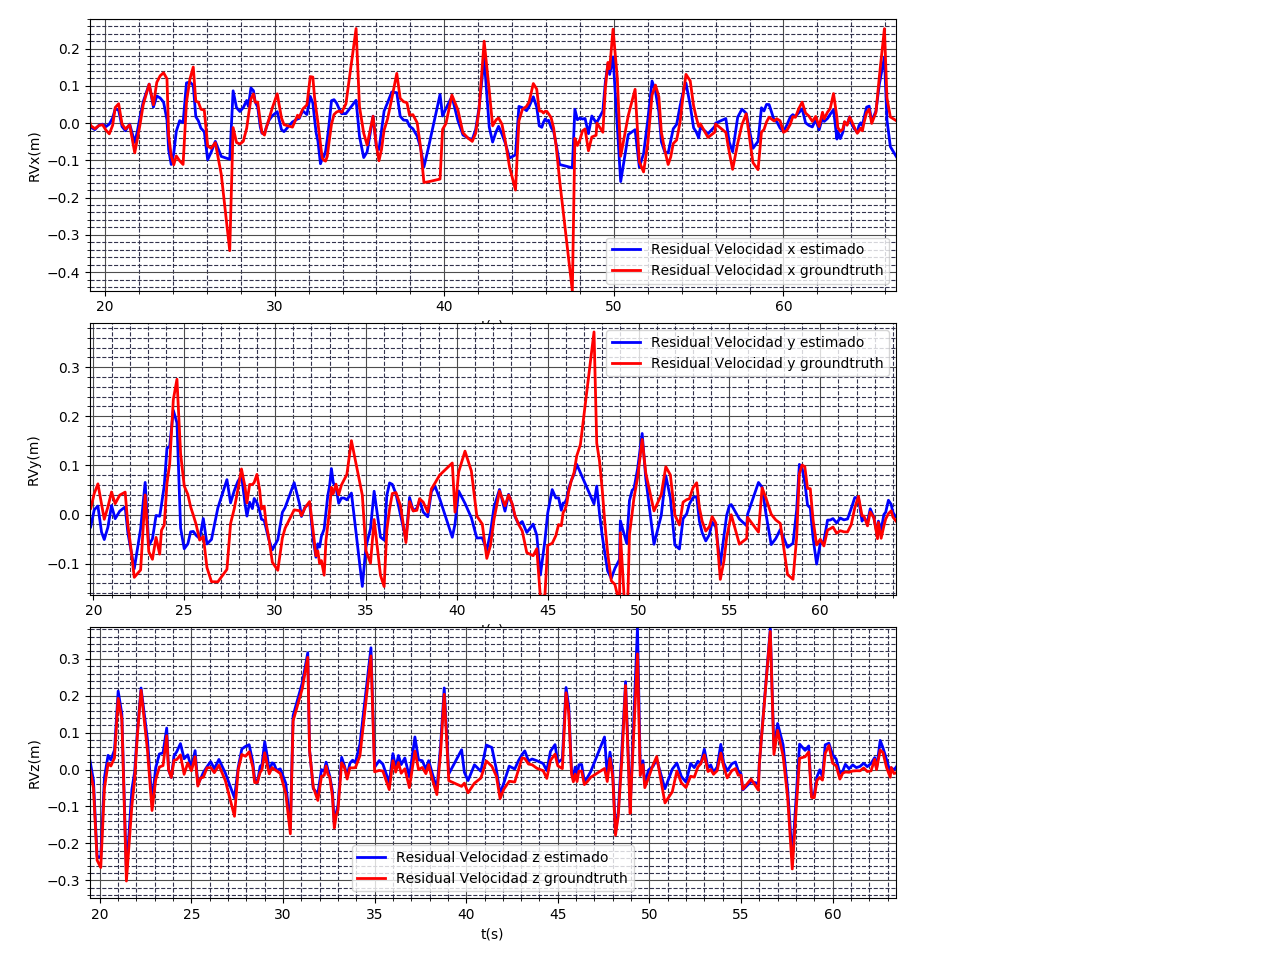 0.2
0.1
0.0
−0.1
−0.2
−0.3
−0.4
RVx(m)
Residual Velocidad x estimado
Residual Velocidad x groundtruth
20 30 40 50 60
0.3
0.2
0.1
0.0
−0.1
RVy(m)
Residual Velocidad y estimado
Residual Velocidad y groundtruth
20 25 30 35 40 45 50 55 60
0.3
0.2
0.1
0.0
−0.1
−0.2
−0.3
RVz(m)
Residual Velocidad z estimado
Residual Velocidad z groundtruth
20 25 30 35 40 45 50 55 60
t(s)